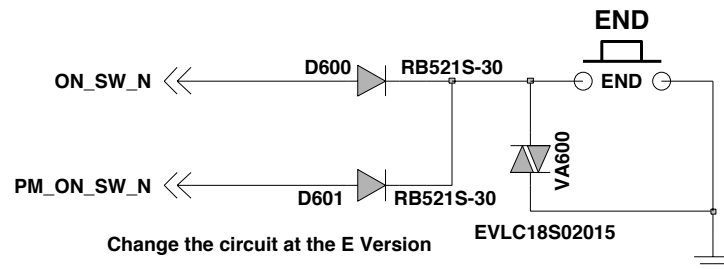 END
ON_SW_N
D600
RB521S-30
END
PM_ON_SW_N
D601
RB521S-30
VA600
EVLC18S02015
Change the circuit at the E Version